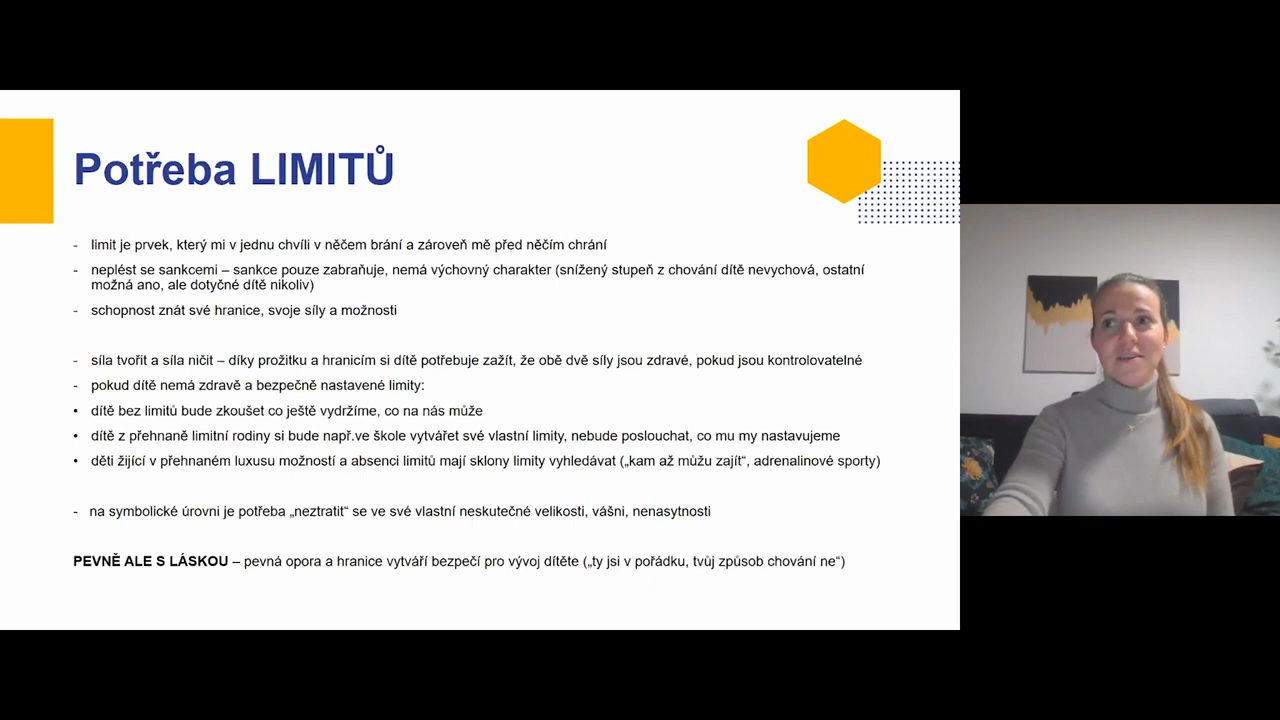 Potřeba LIMITŮ
- limit je prvek, který mi v jednu chvíli v něčem brání a zároveň mě před něčím chrání
- neplést se sankcemi – sankce pouze zabraňuje, nemá výchovný charakter (snížený stupeň z chování dítě nevychová, ostatní
možná ano, ale dotyčné dítě nikoliv)
- schopnost znát své hranice, svoje síly a možnosti
- síla tvořit a síla ničit – díky prožitku a hranicím si dítě potřebuje zažít, že obě dvě síly jsou zdravé, pokud jsou kontrolovatelné
- pokud dítě nemá zdravě a bezpečně nastavené limity:
• dítě bez limitů bude zkoušet co ještě vydržíme, co na nás může
• dítě z přehnaně limitní rodiny si bude např.ve škole vytvářet své vlastní limity, nebude poslouchat, co mu my nastavujeme
• děti žijící v přehnaném luxusu možností a absenci limitů mají sklony limity vyhledávat („kam až můžu zajít“, adrenalinové sporty)
- na symbolické úrovni je potřeba „neztratit“ se ve své vlastní neskutečné velikosti, vášni, nenasytnosti
PEVNĚ ALE S LÁSKOU – pevná opora a hranice vytváří bezpečí pro vývoj dítěte („ty jsi v pořádku, tvůj způsob chování ne“)